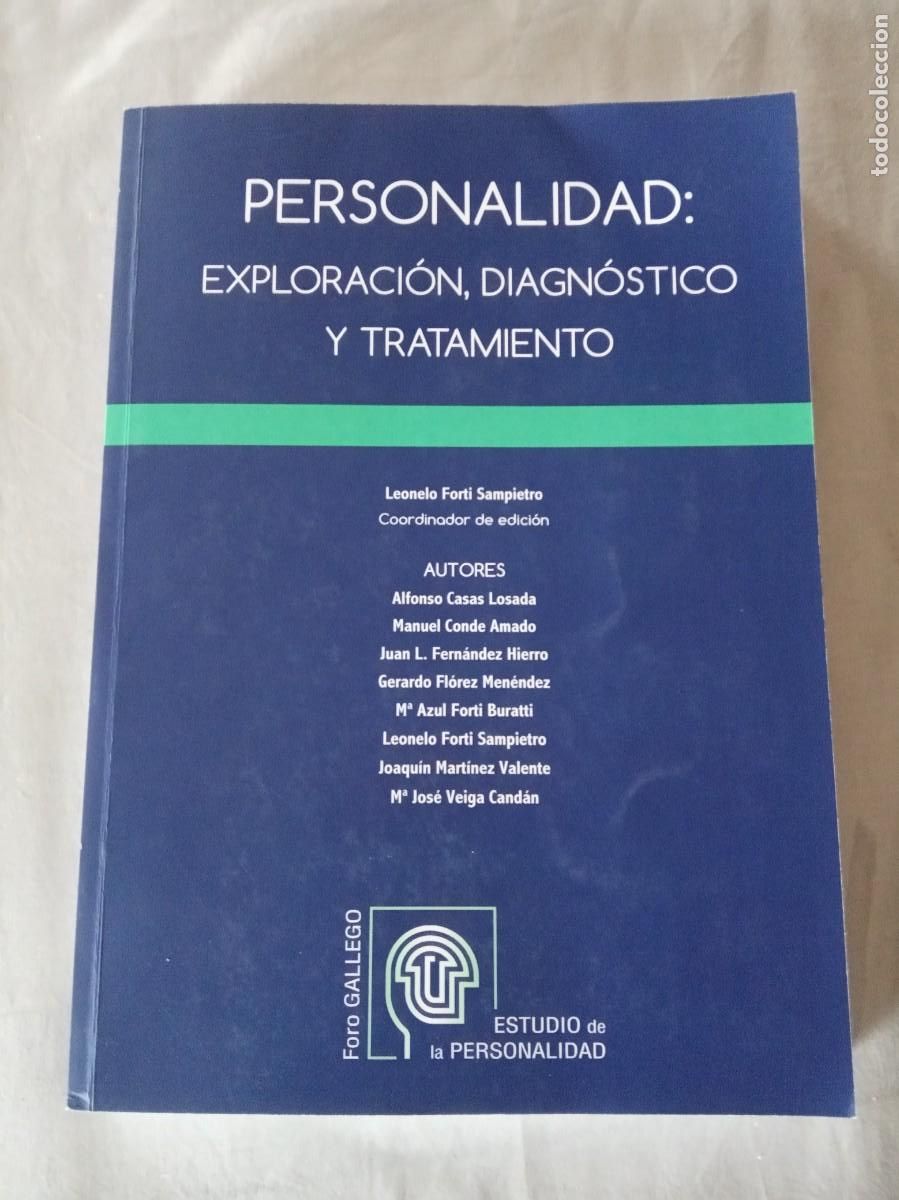 PERSONALIDAD:
EXPLORACIÓN, DIAGNÓSTICO
Y TRATAMIENTO
Leonelo Forti Sampietro
Coordinador de edición
AUTORES
Alfonso Casas Losada
Manuel Conde Amado
Juan L. Fernández Hierro
Gerardo Flórez Menéndez
Mª Azul Forti Buratti
Leonelo Forti Sampietro
Joaquín Martínez Valente
Mª José Veiga Candán
Foro GALLEGO
ESTUDIO de
la PERSONALIDAD
todocoleccion